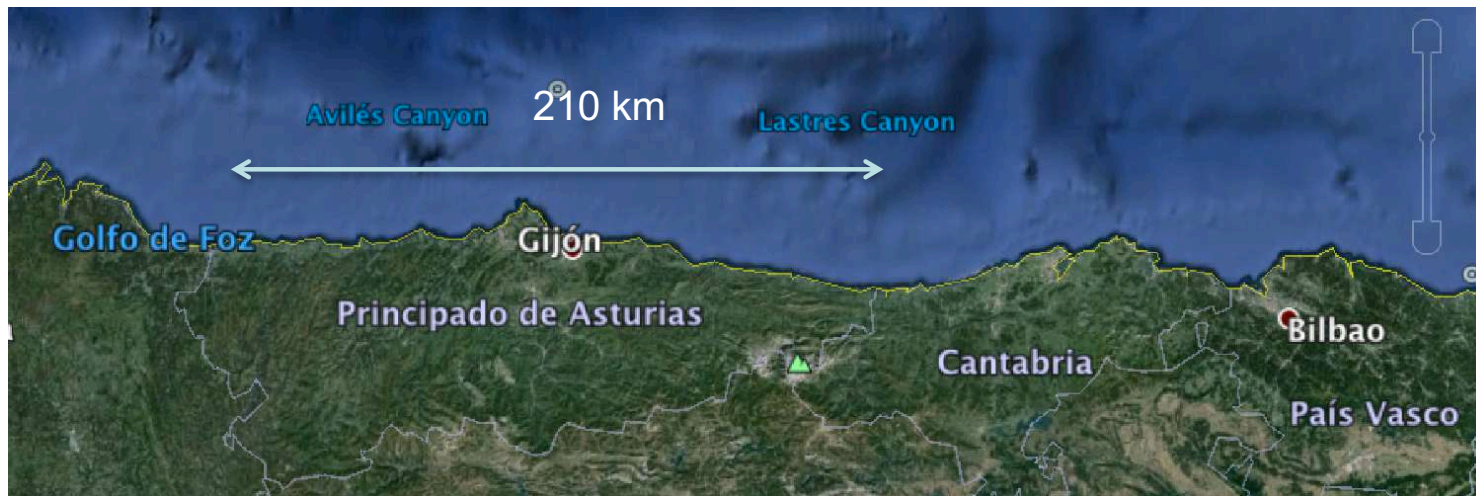 210 km
Avilés Canyon
Lastres Canyon
Golfo de Foz
Gijón
Principado de Asturias
Bilbao
Cantabria
País Vasco